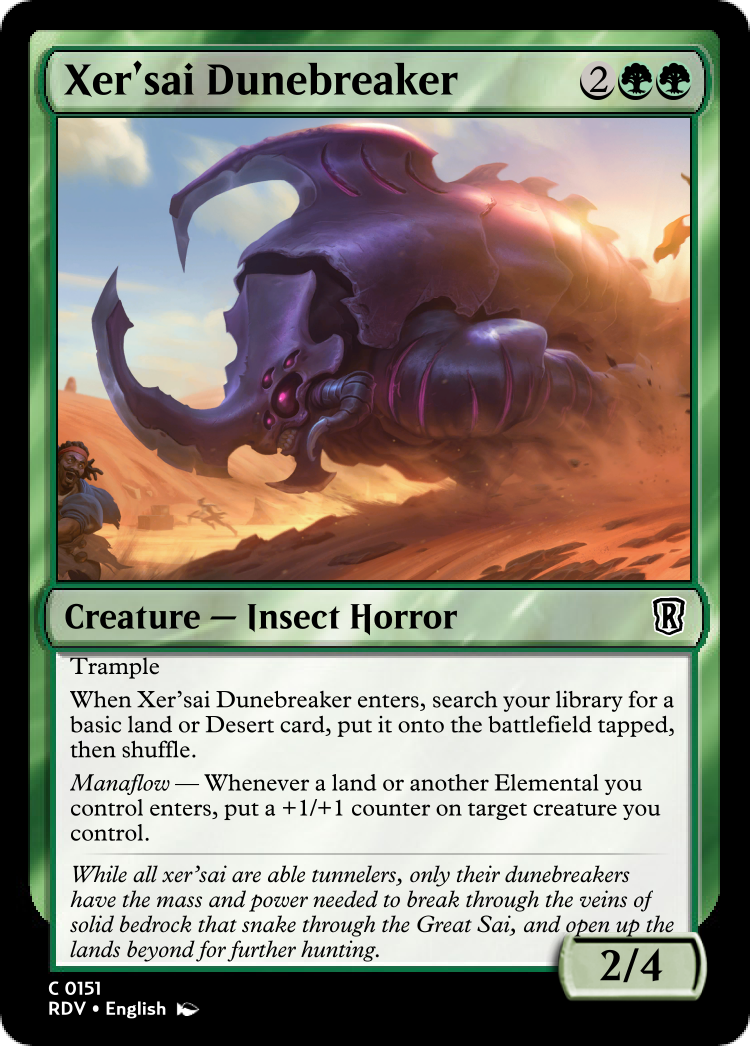 Xer'sai Dunebreaker 2
Creature — Insect Horror R
Trample
When Xer'sai Dunebreaker enters, search your library for a
basic land or Desert card, put it onto the battlefield tapped,
then shuffle.
Manaflow — Whenever a land or another Elemental you
control enters, put a +1/+1 counter on target creature you
control.
While all xer'sai are able tunnelers, only their dunebreakers
have the mass and power needed to break through the veins of
solid bedrock that snake through the Great Sai, and open up the
lands beyond for further hunting.
2/4
C 0151
RDV • English